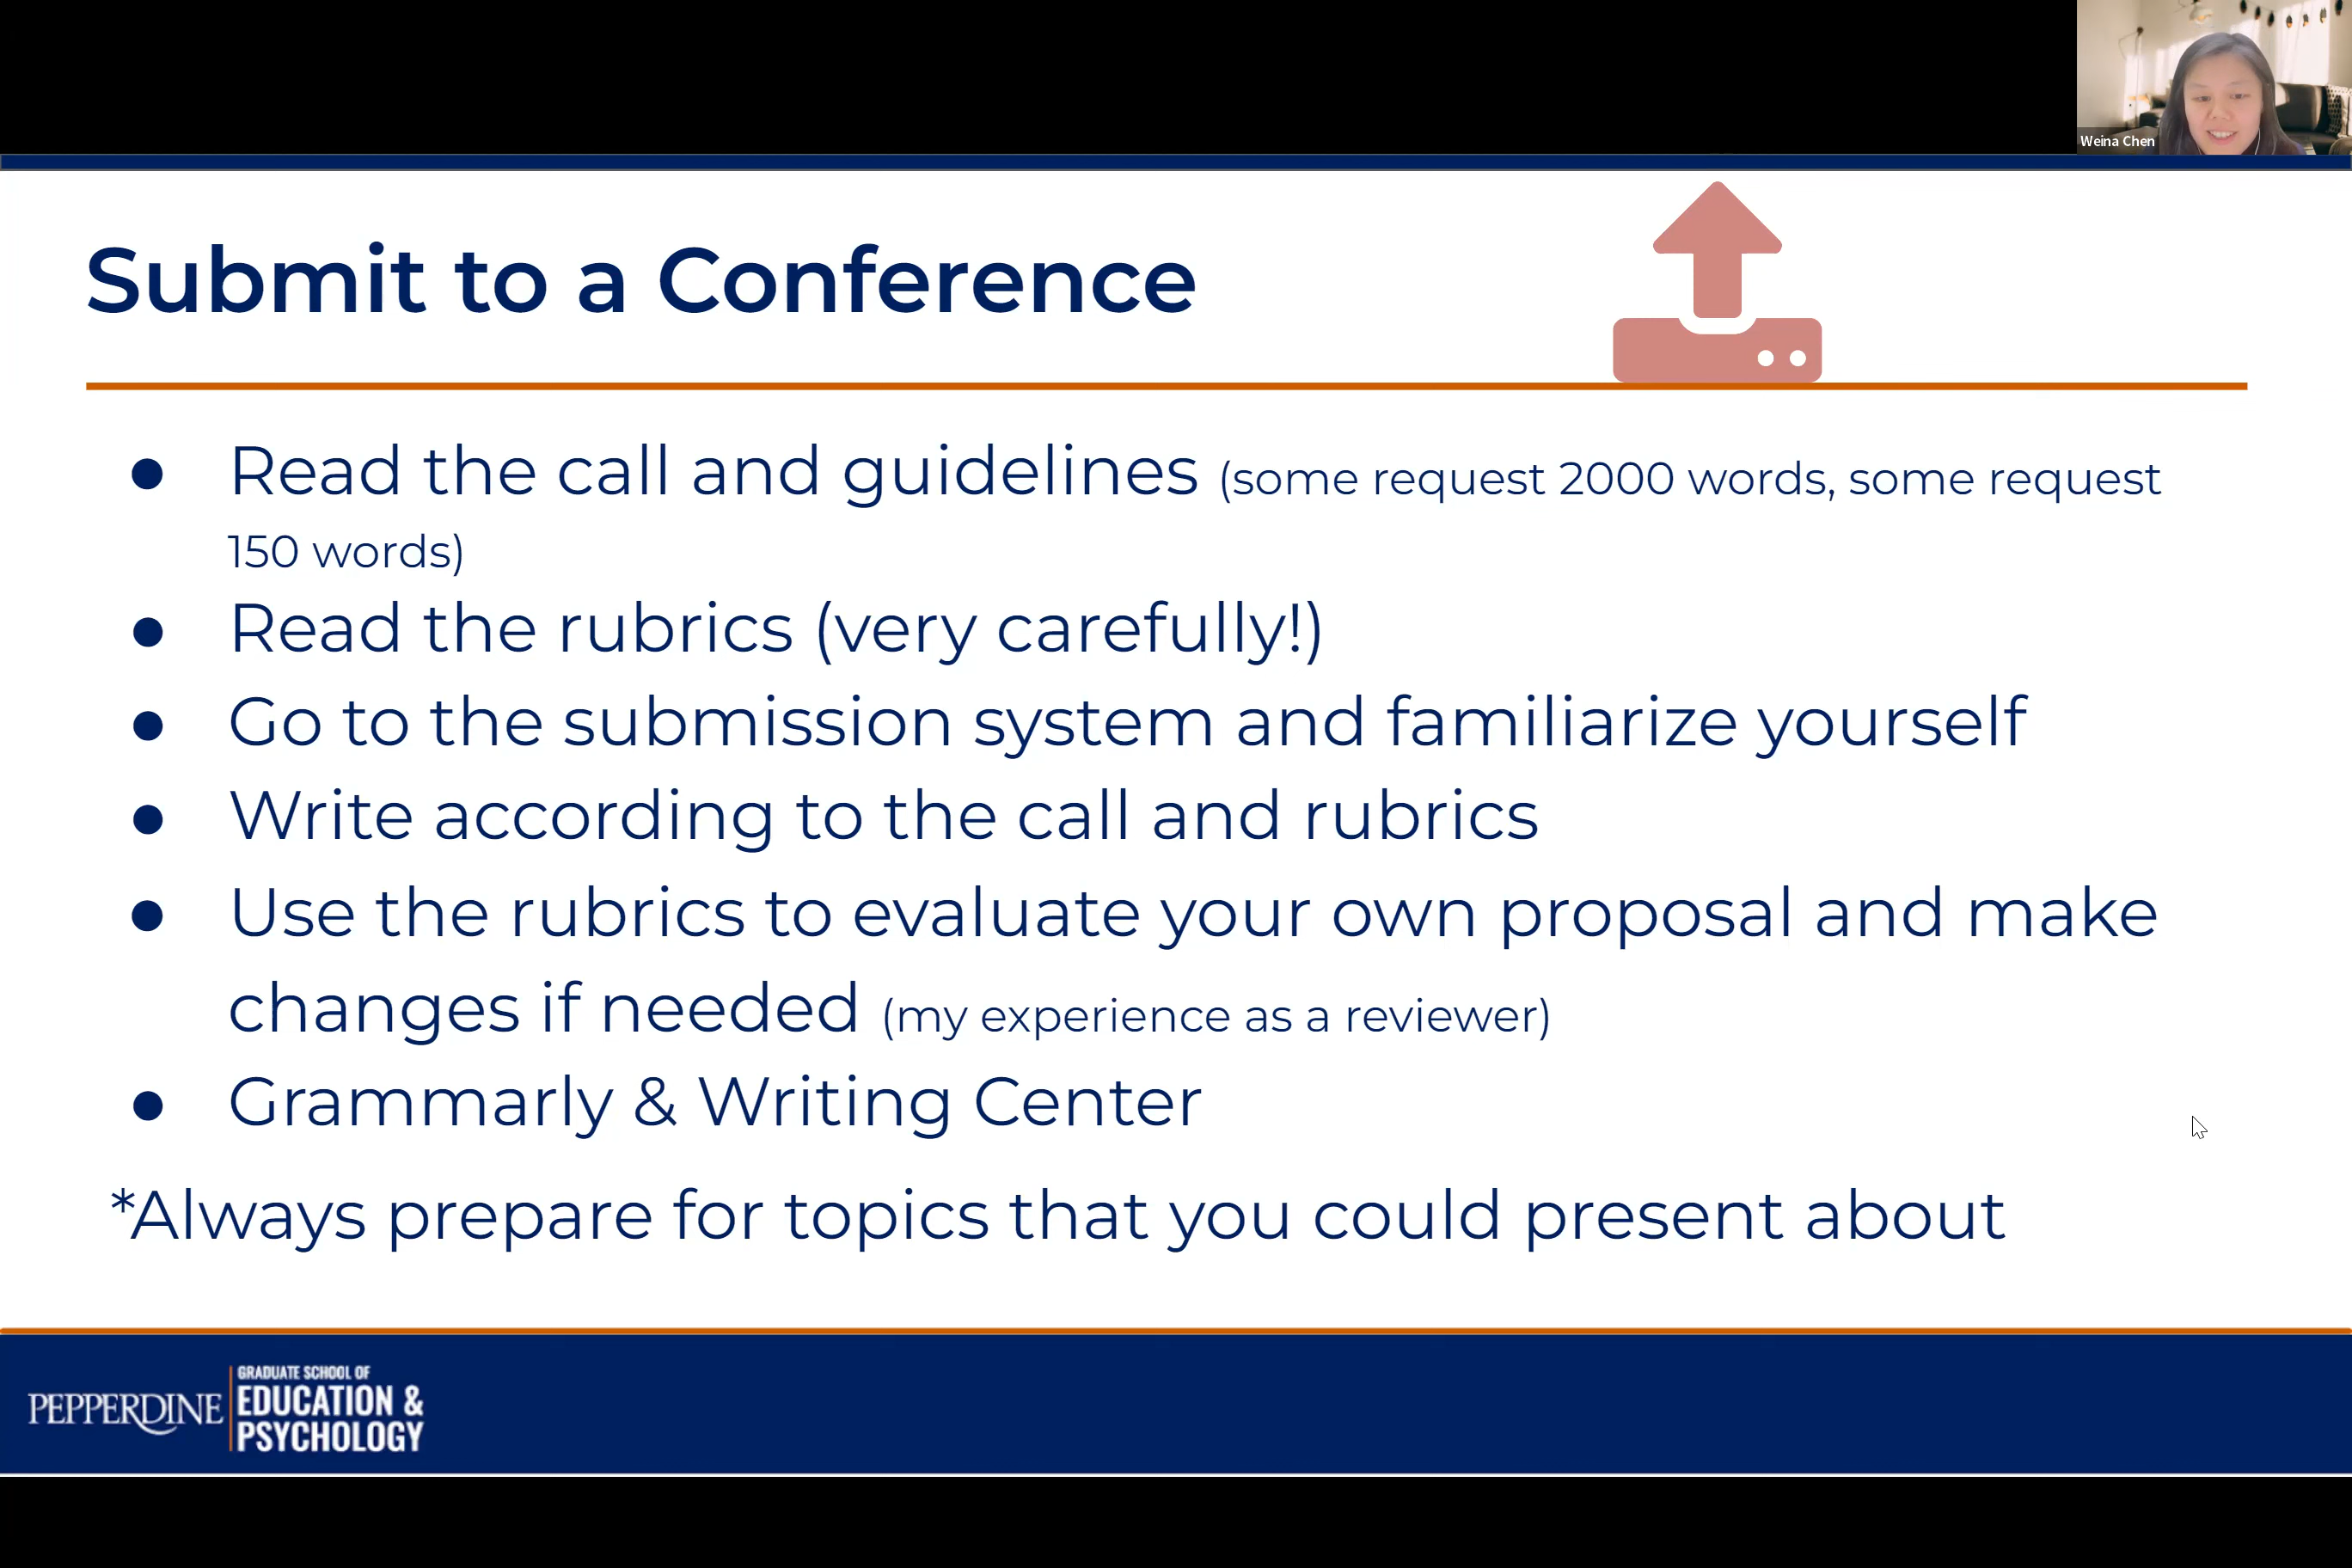 Weina Chen
Submit to a Conference
● Read the call and guidelines (some request 2000 words, some request
150 words)
● Read the rubrics (very carefully!)
● Go to the submission system and familiarize yourself
● Write according to the call and rubrics
● Use the rubrics to evaluate your own proposal and make
changes if needed (my experience as a reviewer)
● Grammarly & Writing Center
*Always prepare for topics that you could present about
PEPPERDINE
GRADUATE SCHOOL OF
EDUCATION &
PSYCHOLOGY